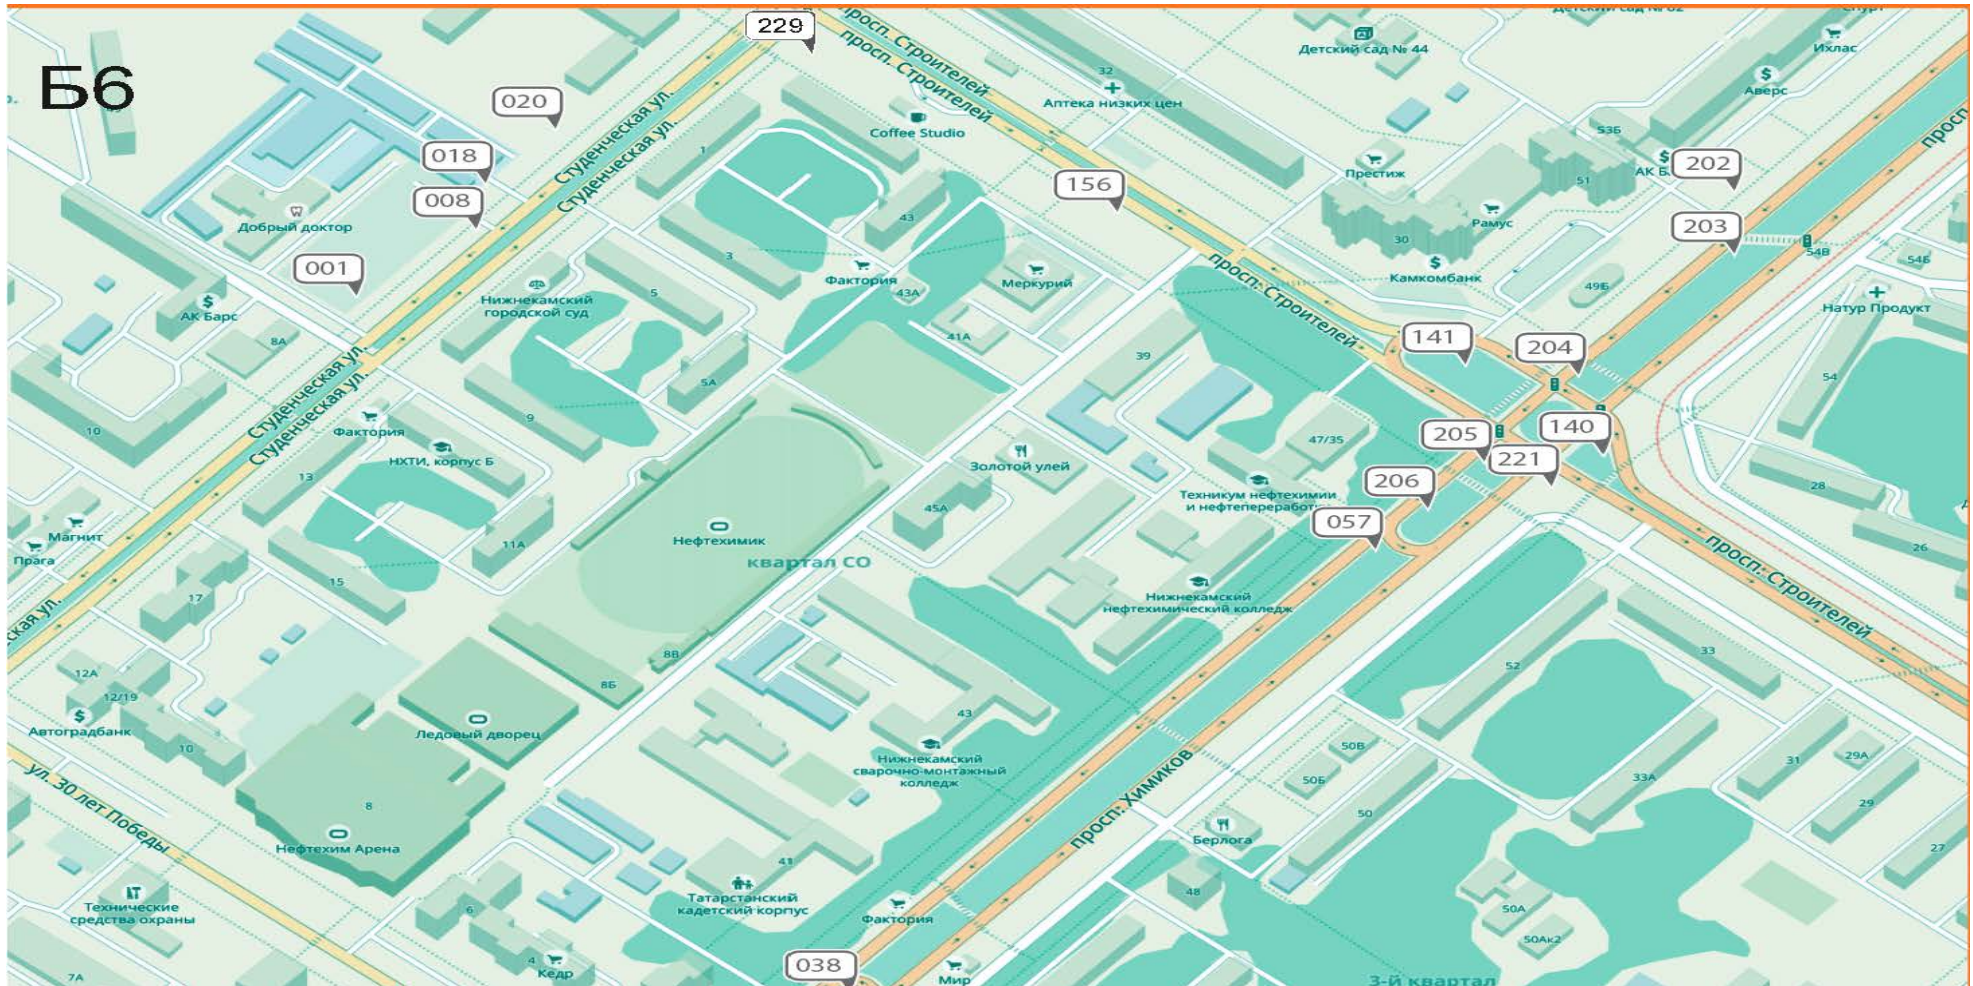 229
просп. Строителей
просп. Строителей
Детский сад № 44
Ихлас
Б6
32
Аптека низких цен
Аверс
020
Студенческая ул.
Студенческая ул.
Coffee Studio
53Б
018
1
Престиж
51
202
008
156
Добрый доктор
43
Рамус
203
001
3
30
54В
54Б
Фактория
43А
Меркурий
Камкомбанк
49Б
Натур Продукт
Нижнекамский
городской суд
5
АК Барс
8А
41А
просп. Строителей
141
204
39
54
Студенческая ул.
Студенческая ул.
5А
9
Фактория
10
205
140
47/35
НХТИ, корпус Б
Золотой улей
221
13
206
28
Техникум нефтехимии
45А
057
Магнит
Прага
Нефтехимик
11А
квартал СО
26
15
просп. Строителей
17
Нижнекамский
нефтехимический колледж
8В
33
52
12А
12/19
8Б
43
Автоградбанк
10
Ледовый дворец
50В
31
29А
Нижнекамский
сварочно-монтажный
колледж
50Б
33А
29
ул. 30 лет Победы
8
просп. Химиков
50
Нефтехим Арена
Берлога
27
41
Технические
средства охраны
6
Татарстанский
кадетский корпус
48
50А
Фактория
50Ак2
038
4
Кедр
7А
Мир
3-й квартал